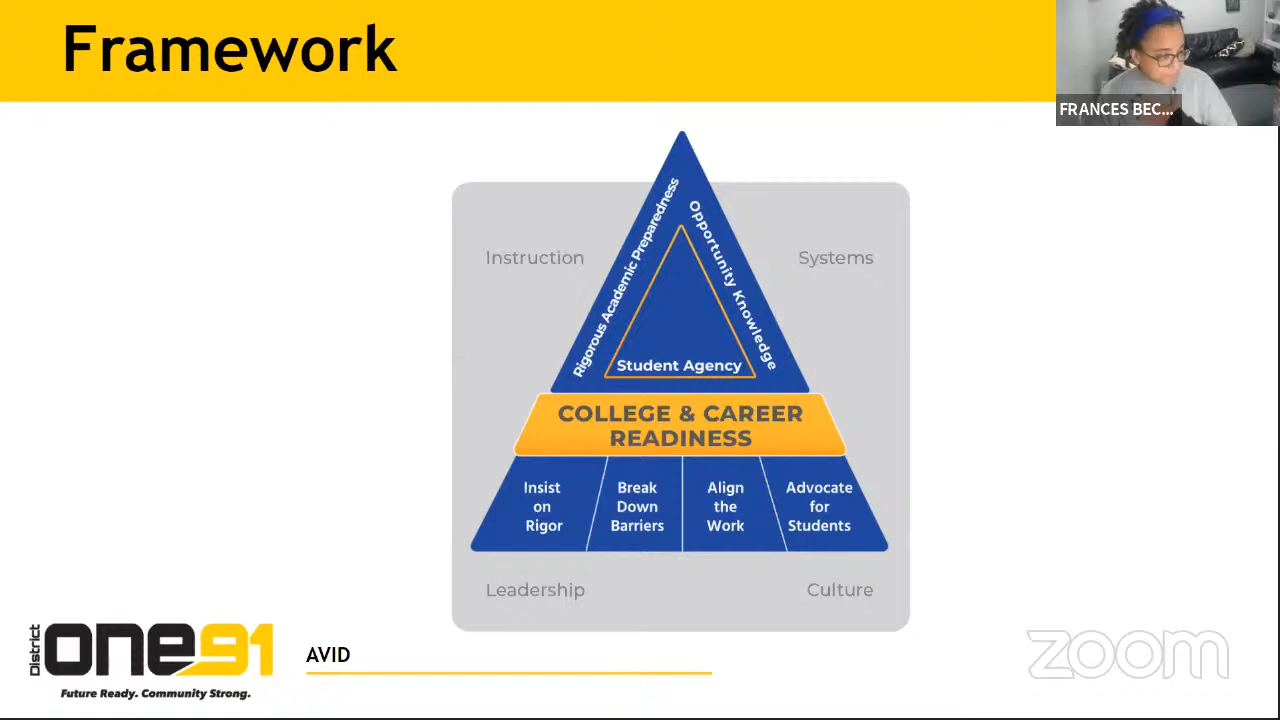 Framework
FRANCES BEC...
Instruction
Systems
Rigorous Academic Preparedness
Opportunity Knowledge
Student Agency
COLLEGE & CAREER
READINESS
Insist
on
Rigor
Break
Down
Barriers
Align
the
Work
Advocate
for
Students
Leadership
Culture
District
one91
Future Ready. Community Strong.
AVID
zoom